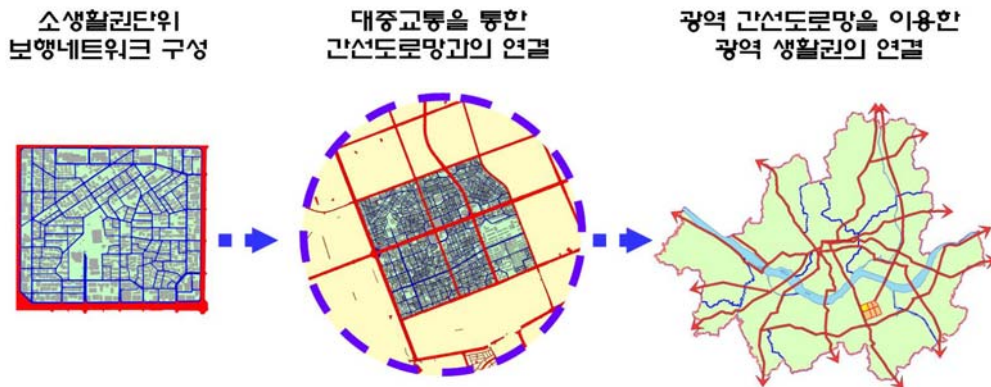 소생활권단위
보행네트워크 구성
대중교통을 통한
간선도로망과의 연결
광역 간선도로망을 이용한
광역 생활권의 연결